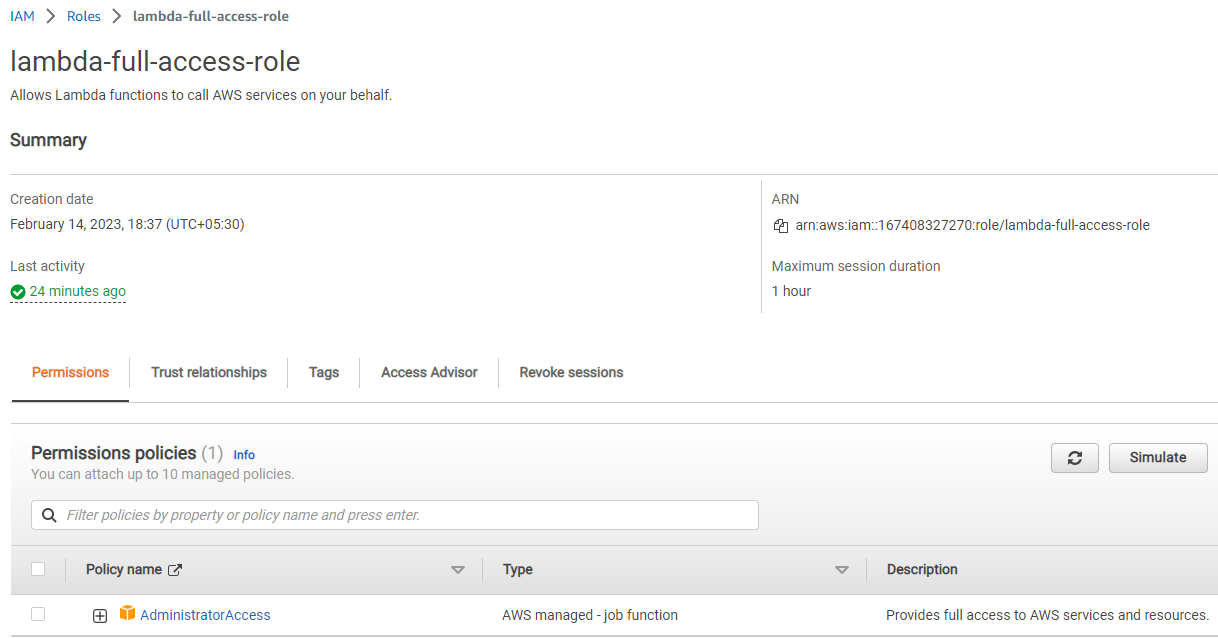 IAM > Roles > lambda-full-access-role
lambda-full-access-role
Allows Lambda functions to call AWS services on your behalf.
Summary
Creation date
February 14, 2023, 18:37 (UTC+05:30)
Last activity
24 minutes ago
ARN
arn:aws:iam::167408327270:role/lambda-full-access-role
Maximum session duration
1 hour
Permissions Trust relationships Tags Access Advisor Revoke sessions
Permissions policies (1) Info
You can attach up to 10 managed policies.
Simulate
Filter policies by property or policy name and press enter.
Policy name Type Description
AdministratorAccess AWS managed - job function Provides full access to AWS services and resources.